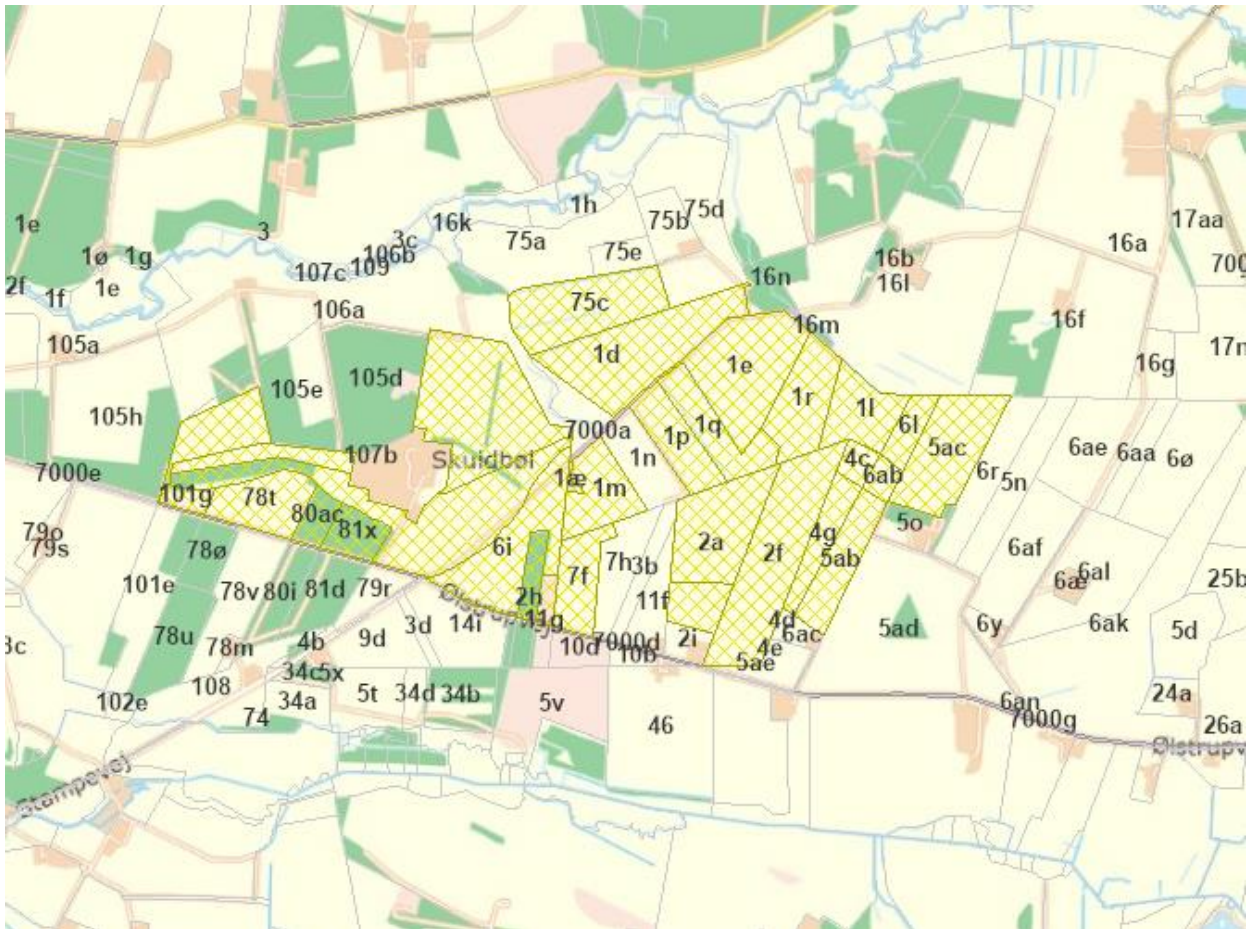 16k
1h
75b
75d
17aa
1e
3
3c
75a
16a
1ø
1g
106b
75e
16b
700
2f
1f
1e
107c
109
16n
16l
106a
75c
16f
16m
105a
1d
17n
105e
105d
1e
16g
105h
1r
1l
6l
7000a
1p
1q
5ac
107b
Skuldbøl
1n
4c
6ae
6aa
6ø
7000e
1æ
1m
6ab
6r
5n
101g
78t
80ac
81x
4g
5o
79o
79s
78ø
6i
2a
2f
5ab
6af
7h
3b
7f
6al
6æ
25b
101e
78v
80i
81d
79r
2h
11f
11g
Ølstrupvej
4d
6y
6ak
5d
78u
78m
4b
9d
3d
14i
10d
7000d
10b
2i
4e
6ac
5ad
3c
34c
5x
5ae
102e
108
34a
5t
34d
34b
5v
46
6an
24a
74
7000g
26a
Ølstrupv
Stampevej